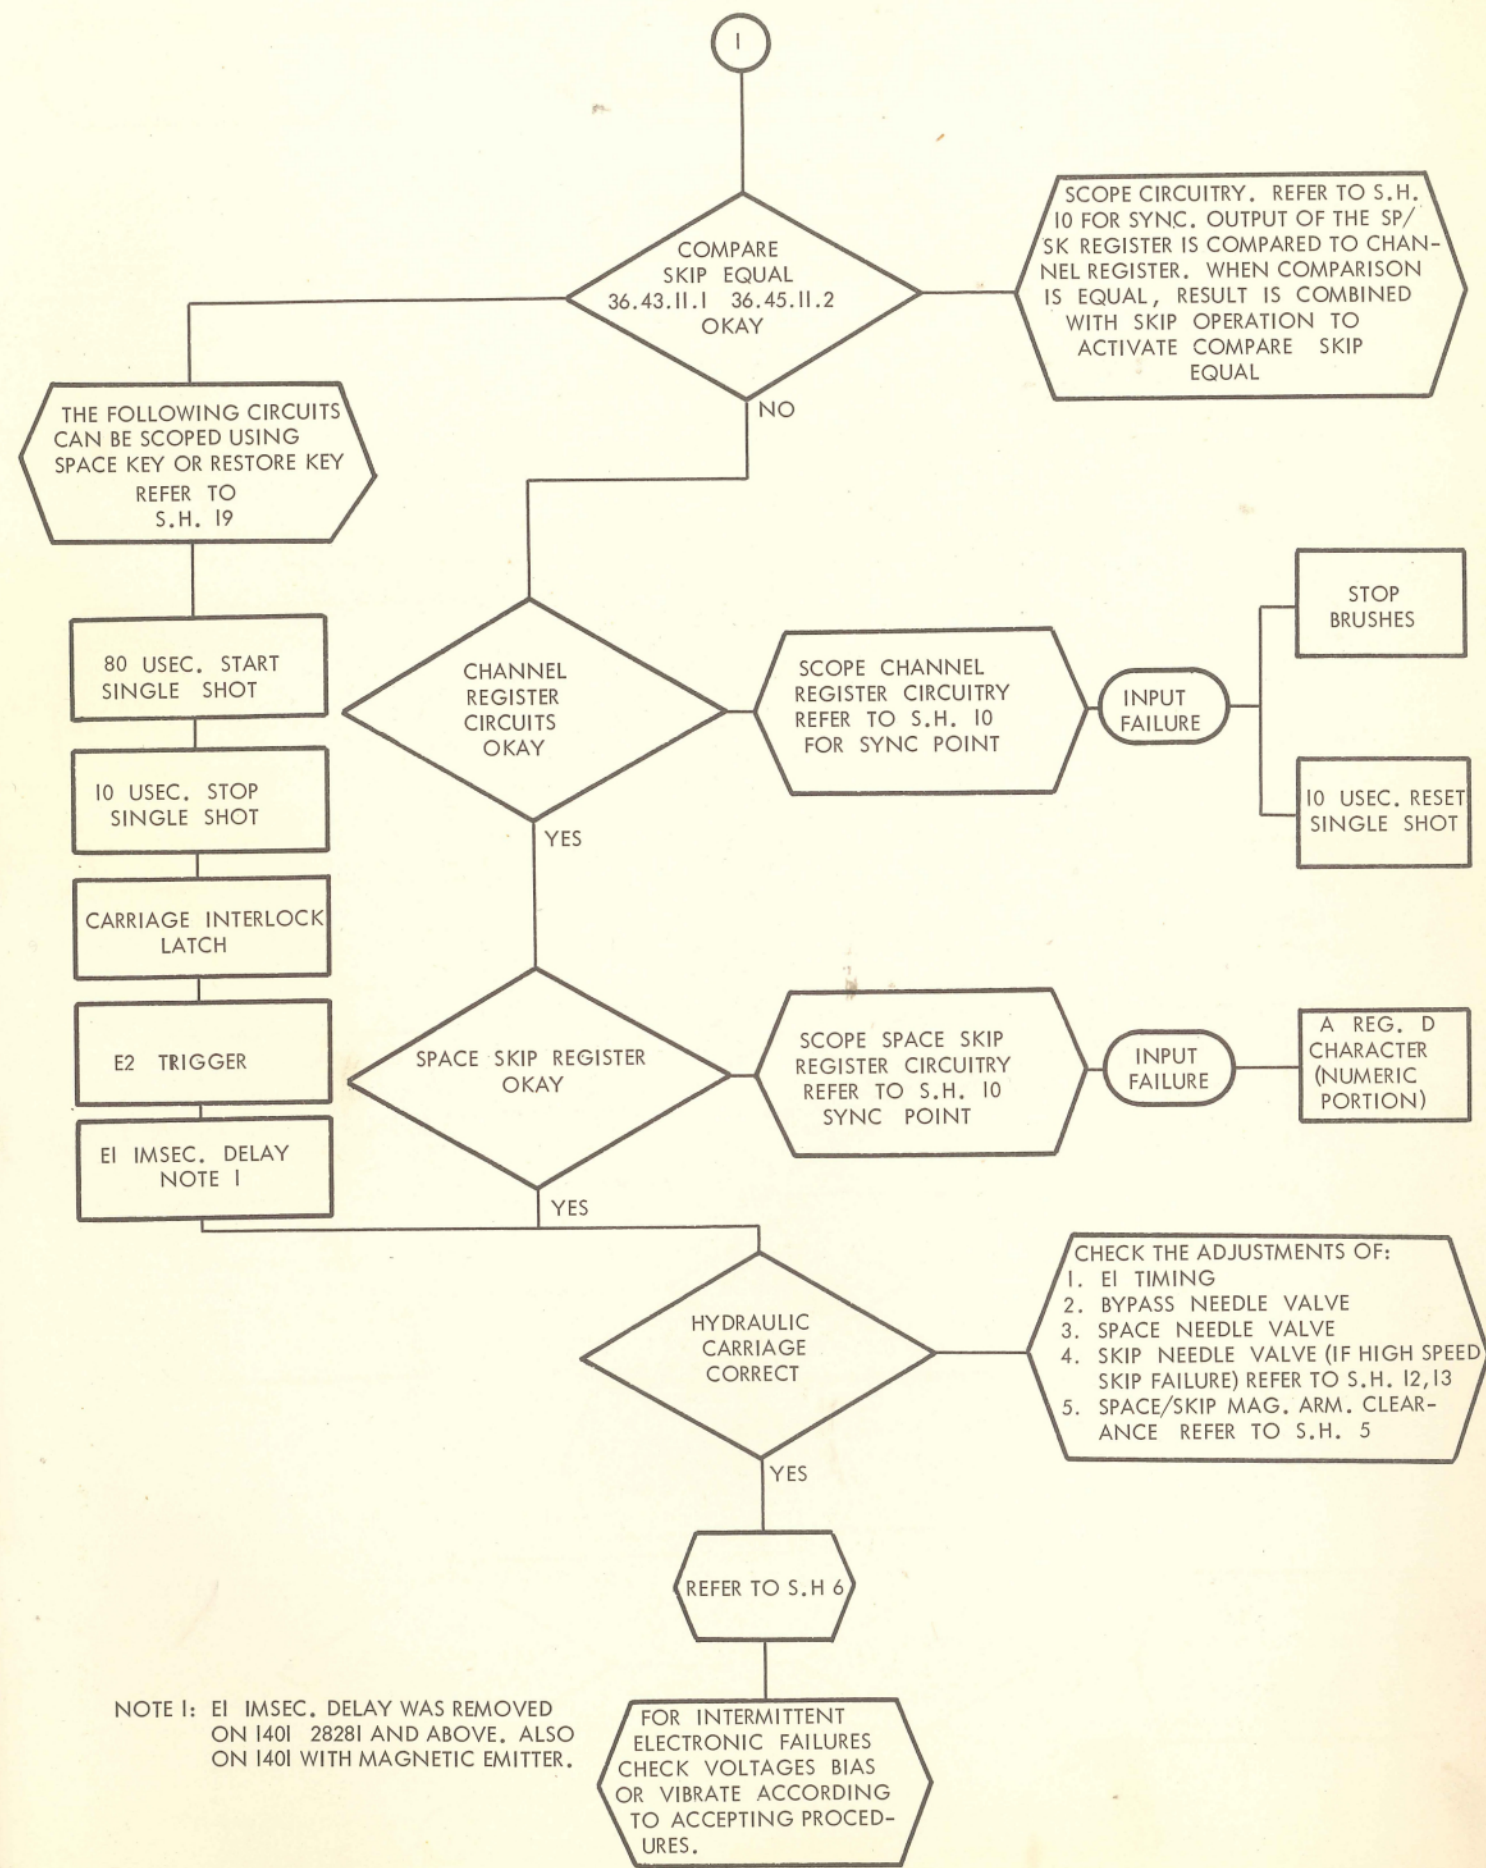 1
COMPARE
SKIP EQUAL
36.43.11.1 36.45.11.2
OKAY
SCOPE CIRCUITRY. REFER TO S.H.
10 FOR SYNC. OUTPUT OF THE SP/
SK REGISTER IS COMPARED TO CHAN-
NEL REGISTER. WHEN COMPARISON
IS EQUAL, RESULT IS COMBINED
WITH SKIP OPERATION TO
ACTIVATE COMPARE SKIP
EQUAL
NO
THE FOLLOWING CIRCUITS
CAN BE SCOPED USING
SPACE KEY OR RESTORE KEY
REFER TO
S.H. 19
80 USEC. START
SINGLE SHOT
10 USEC. STOP
SINGLE SHOT
CARRIAGE INTERLOCK
LATCH
E2 TRIGGER
E1 1MSEC. DELAY
NOTE 1
CHANNEL
REGISTER
CIRCUITS
OKAY
SCOPE CHANNEL
REGISTER CIRCUITRY
REFER TO S.H. 10
FOR SYNC POINT
INPUT
FAILURE
STOP
BRUSHES
10 USEC. RESET
SINGLE SHOT
YES
SPACE SKIP REGISTER
OKAY
SCOPE SPACE SKIP
REGISTER CIRCUITRY
REFER TO S.H. 10
SYNC POINT
INPUT
FAILURE
A REG. D
CHARACTER
(NUMERIC
PORTION)
YES
HYDRAULIC
CARRIAGE
CORRECT
CHECK THE ADJUSTMENTS OF:
1. E1 TIMING
2. BYPASS NEEDLE VALVE
3. SPACE NEEDLE VALVE
4. SKIP NEEDLE VALVE (IF HIGH SPEED
SKIP FAILURE) REFER TO S.H. 12,13
5. SPACE/SKIP MAG. ARM. CLEAR-
ANCE REFER TO S.H. 5
YES
REFER TO S.H 6
FOR INTERMITTENT
ELECTRONIC FAILURES
CHECK VOLTAGES BIAS
OR VIBRATE ACCORDING
TO ACCEPTING PROCED-
URES.
NOTE 1: E1 1MSEC. DELAY WAS REMOVED
ON 1401 28281 AND ABOVE. ALSO
ON 1401 WITH MAGNETIC EMITTER.